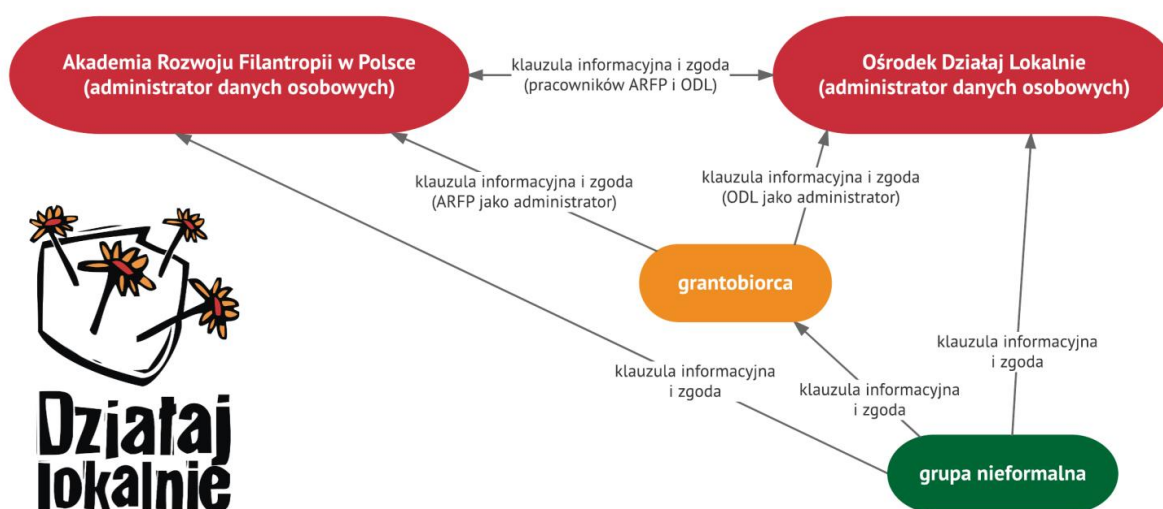 Akademia Rozwoju Filantropii w Polsce
(administrator danych osobowych)
klauzula informacyjna i zgoda
(pracowników ARFP i ODL)
Ośrodek Działaj Lokalnie
(administrator danych osobowych)
klauzula informacyjna i zgoda
(ARFP jako administrator)
klauzula informacyjna i zgoda
(ODL jako administrator)
grantobiorca
klauzula informacyjna
i zgoda
klauzula informacyjna
i zgoda
klauzula informacyjna
i zgoda
grupa nieformalna
Działaj
lokalnie